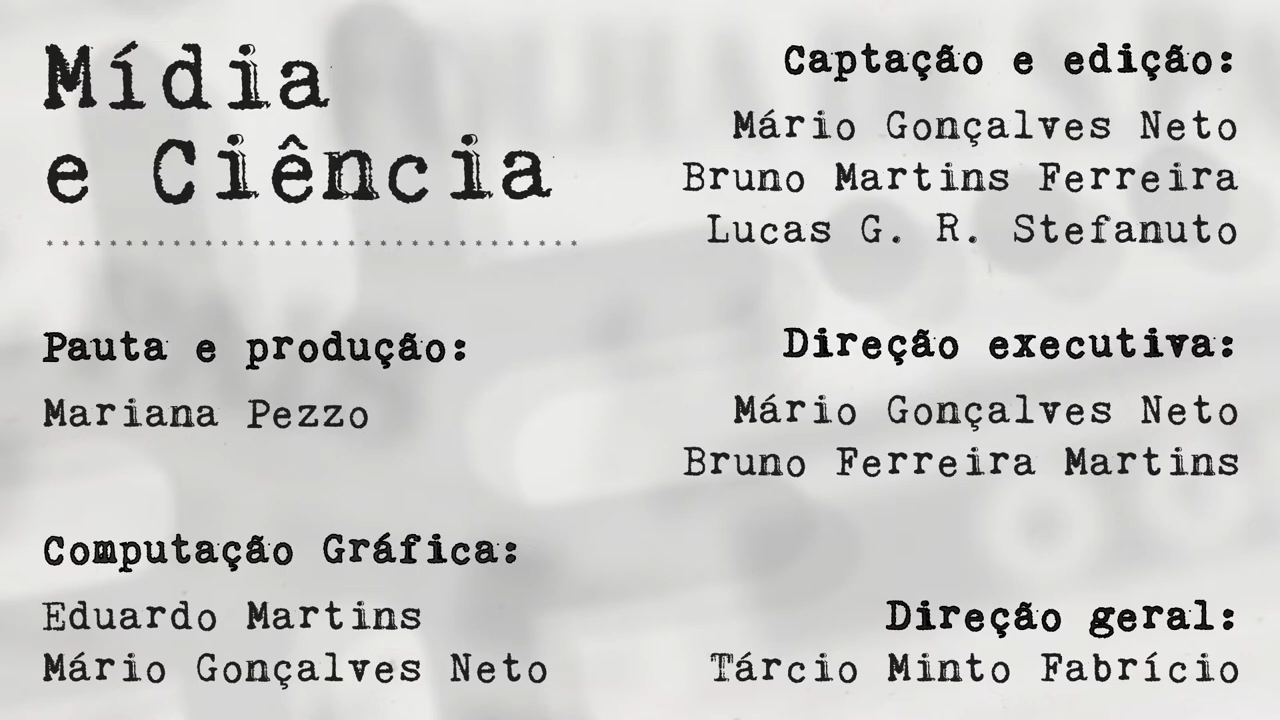 Mídia
e Ciência
Pauta e produção:
Mariana Pezzo
Computação Gráfica:
Eduardo Martins
Mário Gonçalves Neto
Captação e edição:
Mário Gonçalves Neto
Bruno Martins Ferreira
Lucas G. R. Stefanuto
Direção executiva:
Mário Gonçalves Neto
Bruno Ferreira Martins
Direção geral:
Tárcio Minto Fabrício